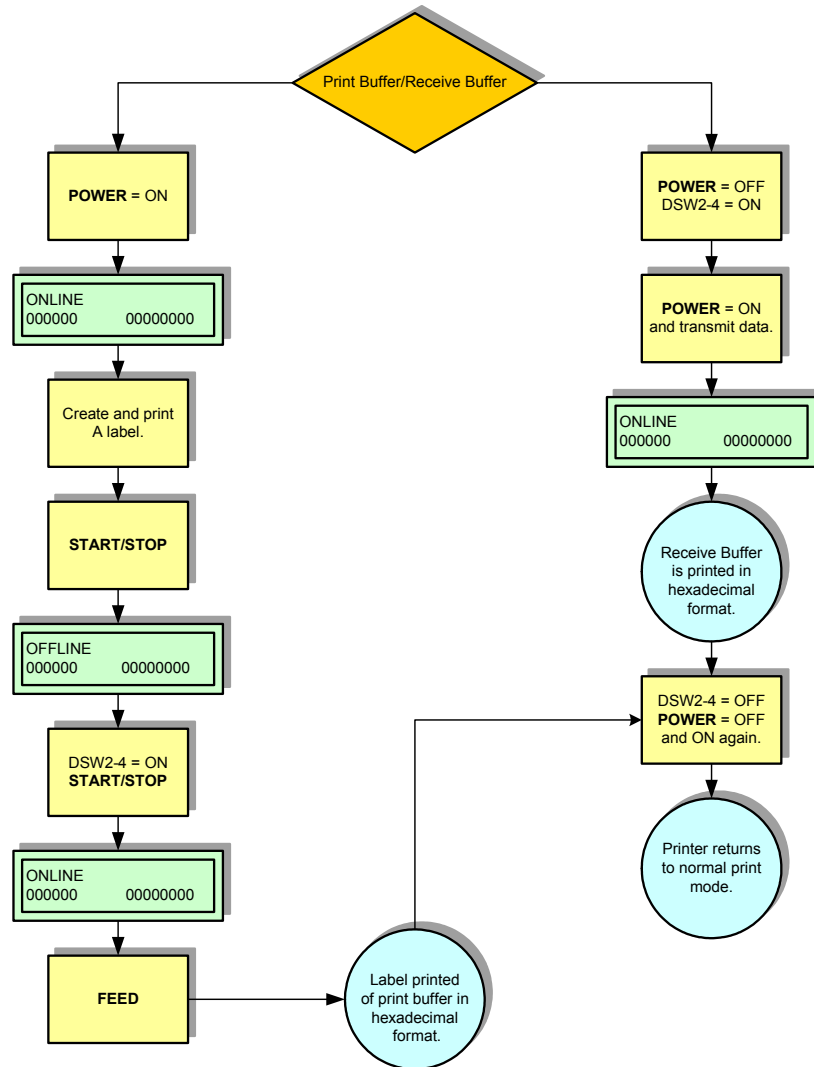 Print Buffer/Receive Buffer
POWER = ON
ONLINE
000000 00000000
Create and print
A label.
START/STOP
OFFLINE
000000 00000000
DSW2-4 = ON
START/STOP
ONLINE
000000 00000000
FEED
Label printed
of print buffer in
hexadecimal
format.
POWER = OFF
DSW2-4 = ON
POWER = ON
and transmit data.
ONLINE
000000 00000000
Receive Buffer
is printed in
hexadecimal
format.
DSW2-4 = OFF
POWER = OFF
and ON again.
Printer returns
to normal print
mode.